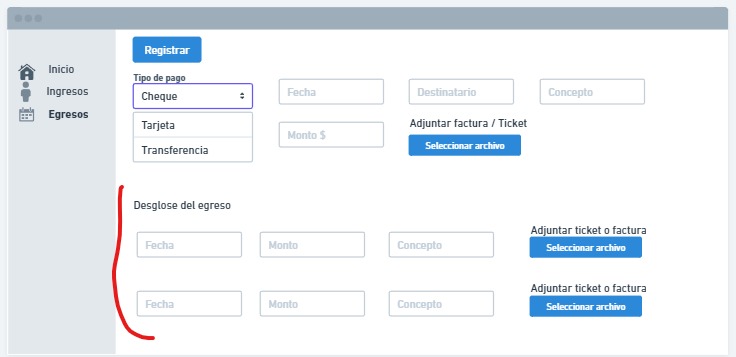 Registrar
Inicio
Ingresos
Egresos
Tipo de pago
Cheque
Fecha
Destinatario
Concepto
Tarjeta
Transferencia
Monto $
Adjuntar factura / Ticket
Seleccionar archivo
Desglose del egreso
Fecha
Monto
Concepto
Adjuntar ticket o factura
Seleccionar archivo
Fecha
Monto
Concepto
Adjuntar ticket o factura
Seleccionar archivo